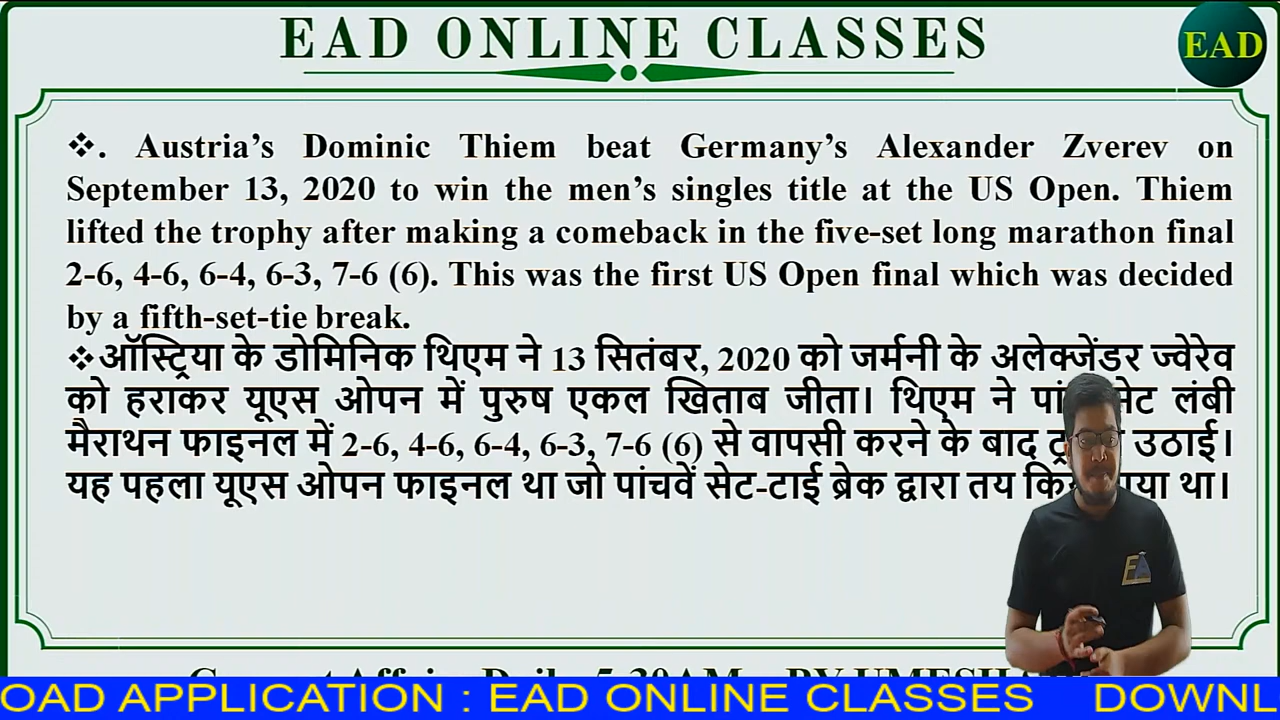 EAD ONLINE CLASSES
EAD
❖. Austria’s Dominic Thiem beat Germany’s Alexander Zverev on
September 13, 2020 to win the men’s singles title at the US Open. Thiem
lifted the trophy after making a comeback in the five-set long marathon final
2-6, 4-6, 6-4, 6-3, 7-6 (6). This was the first US Open final which was decided
by a fifth-set-tie break.
❖ऑस्ट्रिया के डोमिनिक थिएम ने 13 सितंबर, 2020 को जर्मनी के अलेक्जेंडर ज्वेरेव
को हराकर यूएस ओपन में पुरुष एकल खिताब जीता। थिएम ने सेट लंबी
मैराथन फाइनल में 2-6, 4-6, 6-4, 6-3, 7-6 (6) से वापसी करने के बाद उठाई।
यह पहला यूएस ओपन फाइनल था जो पांचवें सेट-टाई ब्रेक द्वारा तय था।
OAD APPLICATION : EAD ONLINE CLASSES DOWNL